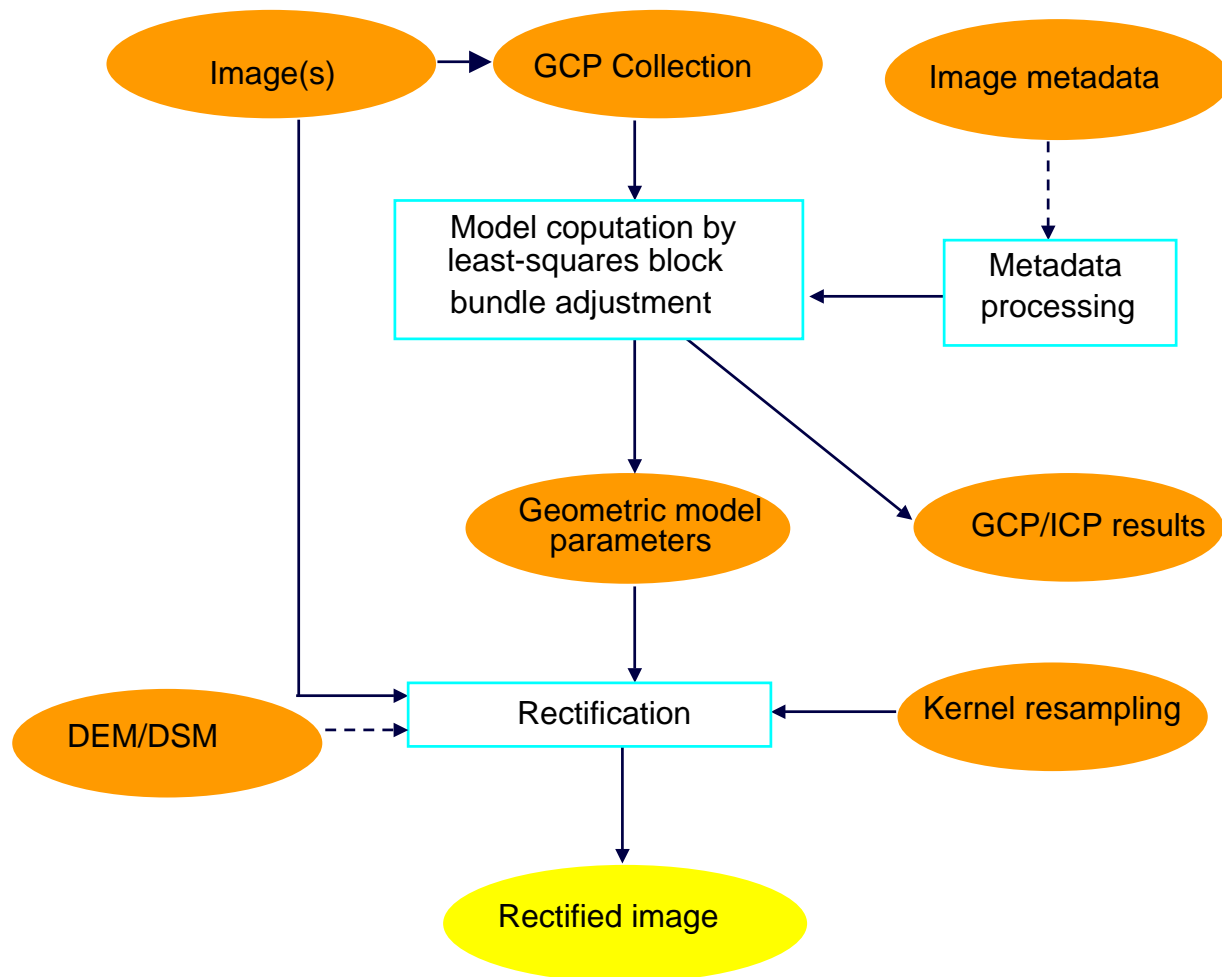 Image(s)
GCP Collection
Image metadata
Model coputation by
least-squares block
bundle adjustment
Metadata
processing
Geometric model
parameters
GCP/ICP results
DEM/DSM
Rectification
Kernel resampling
Rectified image